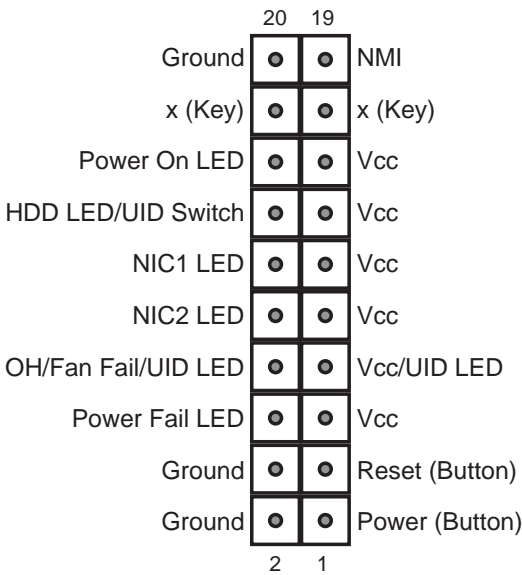 20 19
Ground NMI
x (Key) x (Key)
Power On LED Vcc
HDD LED/UID Switch Vcc
NIC1 LED Vcc
NIC2 LED Vcc
OH/Fan Fail/UID LED Vcc/UID LED
Power Fail LED Vcc
Ground Reset (Button)
Ground Power (Button)
2 1